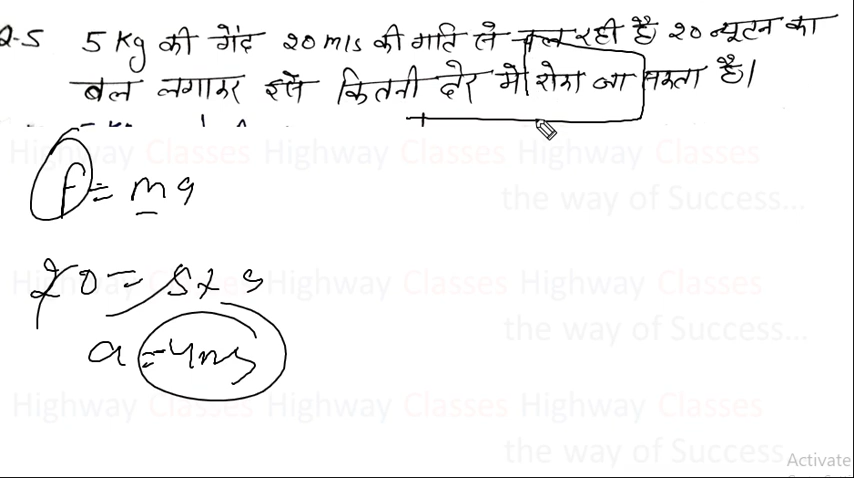 Q-5 5 Kg की गेंद 20 m/s की गति से चल रही है 20 न्यूटन का
बल लगाकर इसे कितनी देर में रोका जा सकता है।
Highway Classes Highway Classes Highway Classes
F = ma
the way of Success...
Highway Classes Highway Classes Highway Classes
20 = 5 x a
the way of Success...
a = -4m/s
Highway Classes Highway Classes Highway Classes
the way of Success
Activate